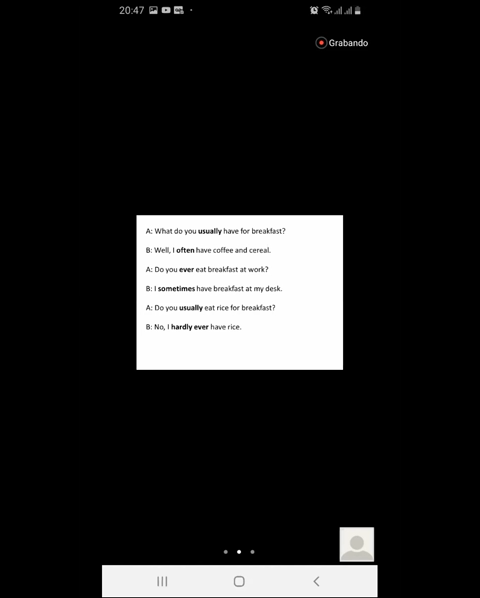 20:47
Grabando
A: What do you usually have for breakfast?
B: Well, I often have coffee and cereal.
A: Do you ever eat breakfast at work?
B: I sometimes have breakfast at my desk.
A: Do you usually eat rice for breakfast?
B: No, I hardly ever have rice.